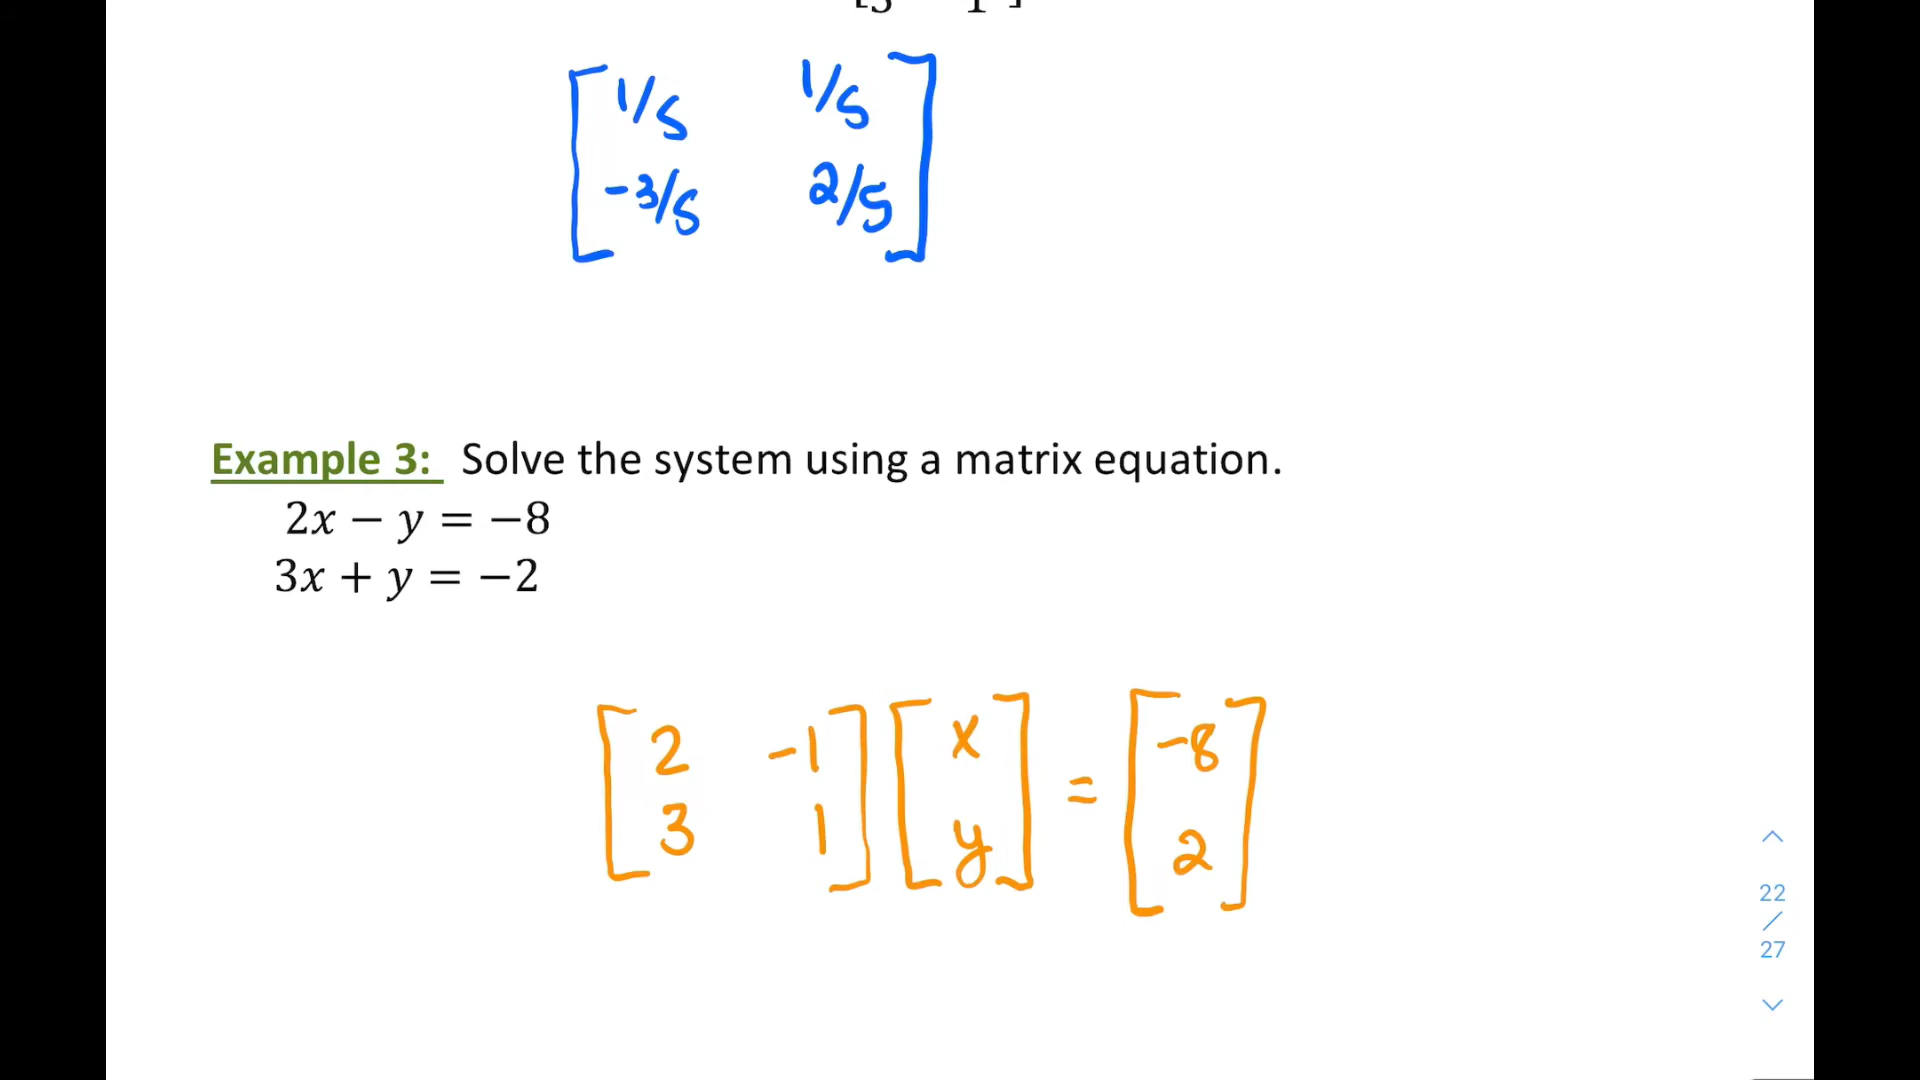 1/5 1/5
-3/5 2/5
Example 3: Solve the system using a matrix equation.
2x − y = −8
3x + y = −2
[2 -1] [x] = [-8]
[3 1] [y] [2]
22
/
27